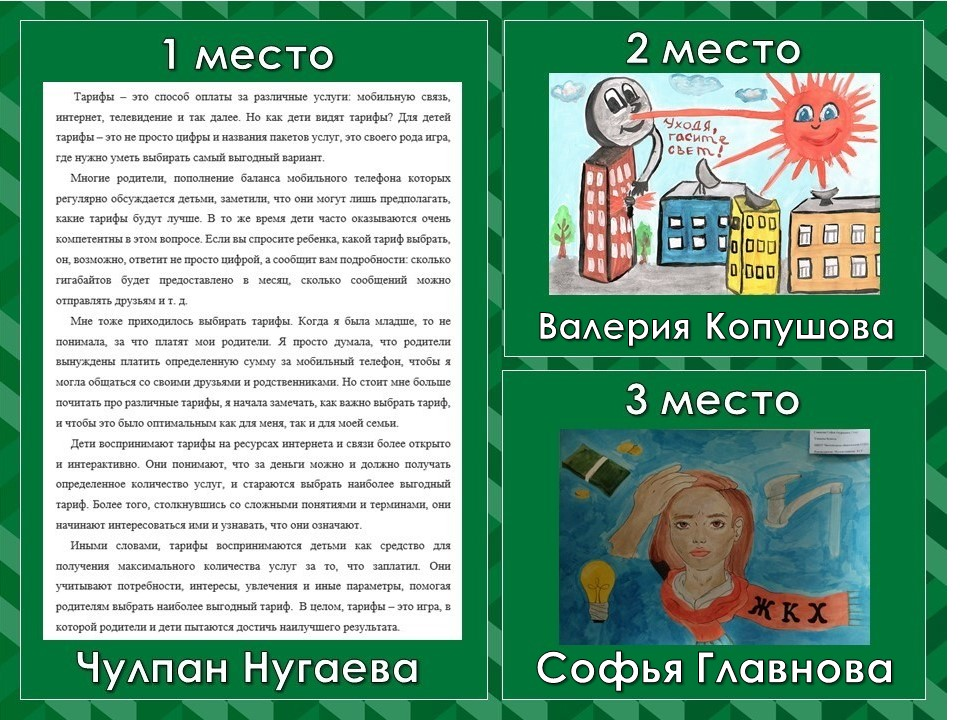 1 место
Тарифы – это способ оплаты за различные услуги: мобильную связь,
интернет, телевидение и так далее. Но как дети видят тарифы? Для детей
тарифы – это не просто цифры и названия пакетов услуг, это своего рода игра,
где нужно уметь выбирать самый выгодный вариант.
Многие родители, пополнение баланса мобильного телефона которых
регулярно обсуждается детьми, заметили, что они могут лишь предполагать,
какие тарифы будут лучше. В то же время дети часто оказываются очень
компетентны в этом вопросе. Если вы спросите ребенка, какой тариф выбрать,
он, возможно, ответит не просто цифрой, а сообщит вам подробности: сколько
гигабайтов будет предоставлено в месяц, сколько сообщений можно
отправлять друзьям и т. д.
Мне тоже приходилось выбирать тарифы. Когда я была младше, то не
понимала, за что платят мои родители. Я просто думала, что родители
вынуждены платить определенную сумму за мобильный телефон, чтобы я
могла общаться со своими друзьями и родственниками. Но стоит мне больше
почитать про различные тарифы, я начала замечать, как важно выбрать тариф,
и чтобы это было оптимальным как для меня, так и для моей семьи.
Дети воспринимают тарифы на ресурсах интернета и связи более открыто
и интерактивно. Они понимают, что за деньги можно и должно получать
определенное количество услуг, и стараются выбрать наиболее выгодный
тариф. Более того, столкнувшись со сложными понятиями и терминами, они
начинают интересоваться ими и узнавать, что они означают.
Иными словами, тарифы воспринимаются детьми как средство для
получения максимального количества услуг за то, что заплатил. Они
учитывают потребности, интересы, увлечения и иные параметры, помогая
родителям выбрать наиболее выгодный тариф. В целом, тарифы – это игра, в
которой родители и дети пытаются достичь наилучшего результата.
Чулпан Нугаева
2 место
Уходя,
гасите
свет!
Валерия Копушова
3 место
ЖКХ
Софья Главнова